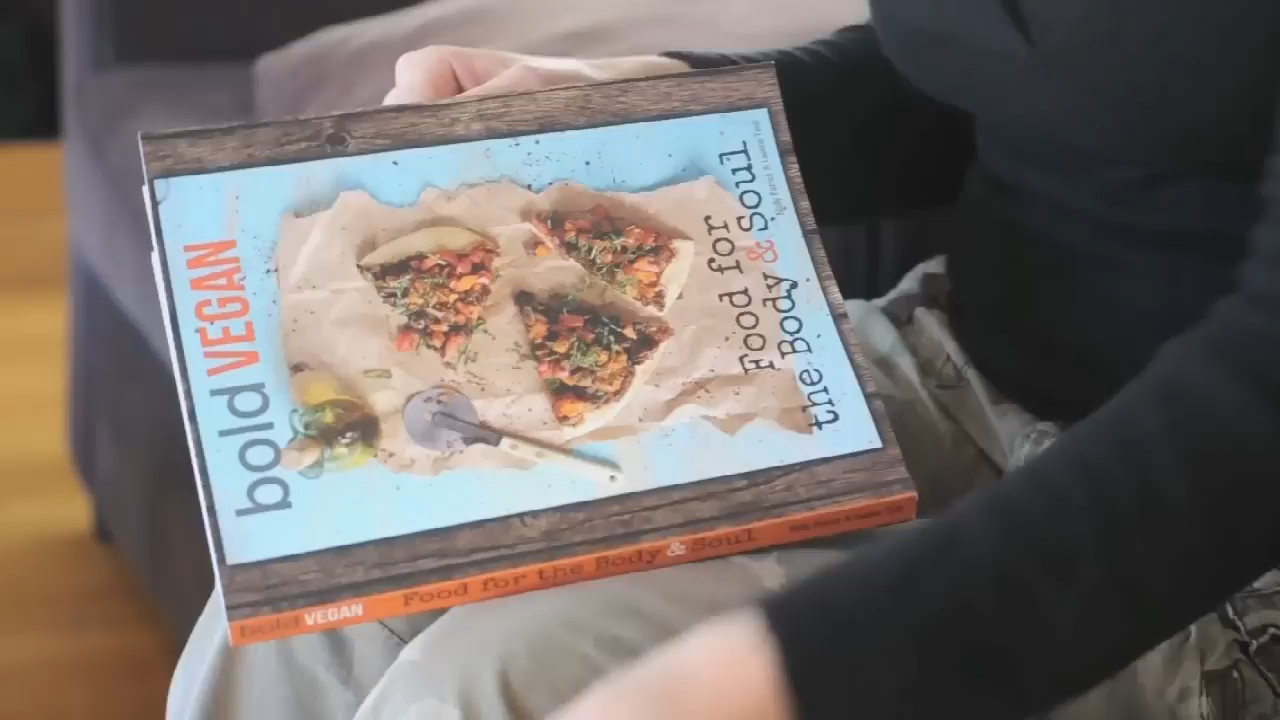 bold VEGAN
Food for
the Body & Soul
bold VEGAN Food for the Body & Soul